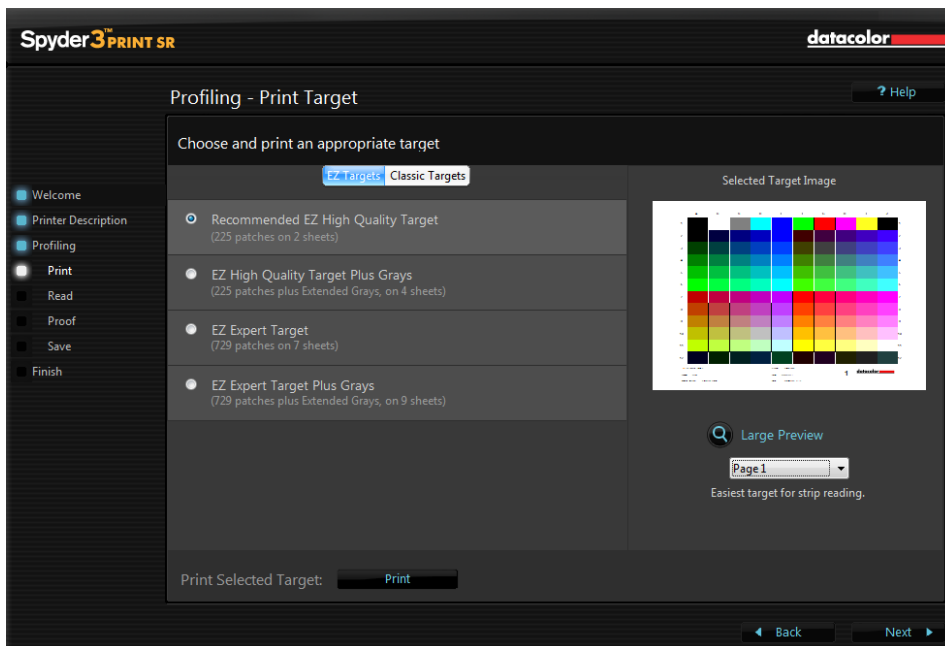 Spyder3™PRINT SR
datacolor
Profiling - Print Target
? Help
Choose and print an appropriate target
EZ Targets Classic Targets
Selected Target Image
Welcome
Printer Description
Profiling
Print
Read
Proof
Save
Finish
Recommended EZ High Quality Target
(225 patches on 2 sheets)
EZ High Quality Target Plus Grays
(225 patches plus Extended Grays, on 4 sheets)
EZ Expert Target
(729 patches on 7 sheets)
EZ Expert Target Plus Grays
(729 patches plus Extended Grays, on 9 sheets)
1 datacolor
Large Preview
Page 1
Easiest target for strip reading.
Print Selected Target: Print
Back Next